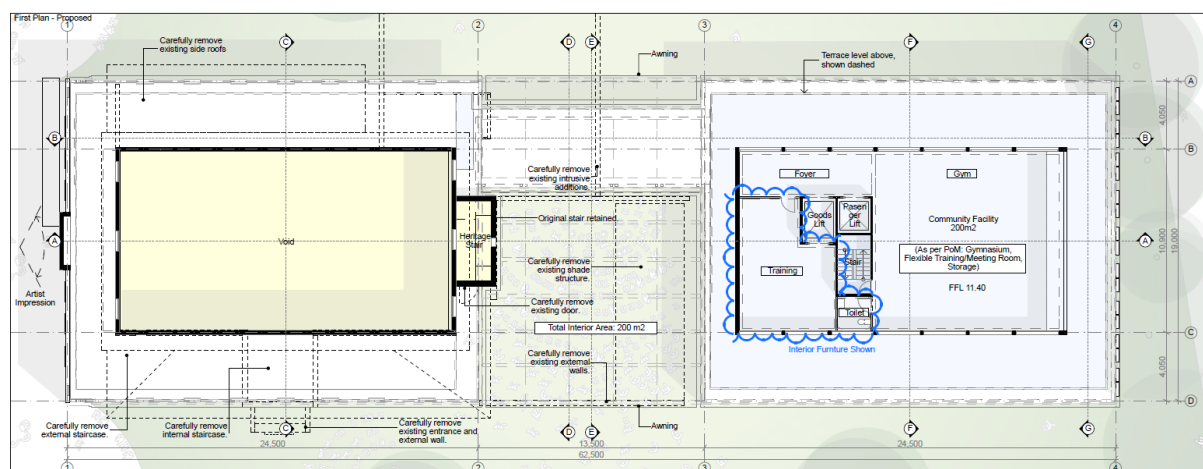 First Plan - Proposed
1
2
3
4
C
D
E
F
G
Carefully remove
existing side roofs
Awning
Terrace level above,
shown dashed
A
B
B
B
B
4,050
Carefully remove
existing intrusive
additions.
Foyer
Gym
Original stair retained
Goods
Lift
Pasen
ger
Lift
Community Facility
200m2
A
Void
Heritage
Stair
A
10,900
19,000
(As per PoM: Gymnasium,
Flexible Training/Meeting Room,
Storage)
Stair
Carefully remove
existing shade
structure.
Training
FFL 11.40
Artist
Impression
Carefully remove
existing door.
Toilet
Total Interior Area: 200 m2
C
Interior Furniture Shown
Carefully remove
existing external
walls.
4,050
D
Carefully remove
external staircase.
Carefully remove
internal staircase.
Carefully remove
existing entrance and
external wall.
Awning
C
D
E
F
G
24,500
13,500
24,500
62,500
1
2
3
4